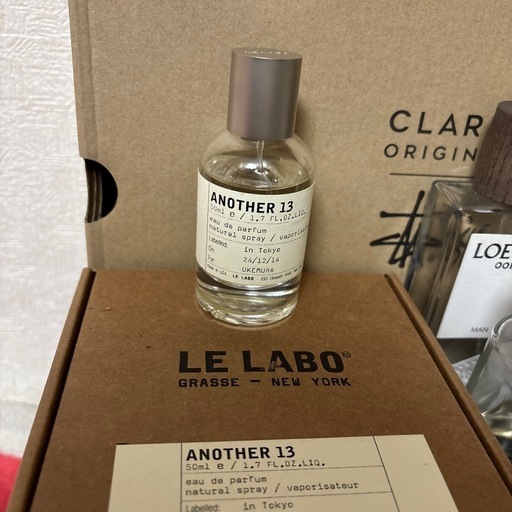 CLAR
ORIGIN
ANOTHER 13
50ml e / 1.7 FL.OZ.LIQ.
eau de parfum
natural spray / vaporisateur
Labelled: in Tokyo
On: 24/12/14
For: UKEMURA
LE LABO
LOEW
MAN
LE LABO®
GRASSE – NEW YORK
ANOTHER 13
50ml e / 1.7 FL.OZ.LIQ.
eau de parfum
natural spray / vaporisateur
Labelled: in Tokyo